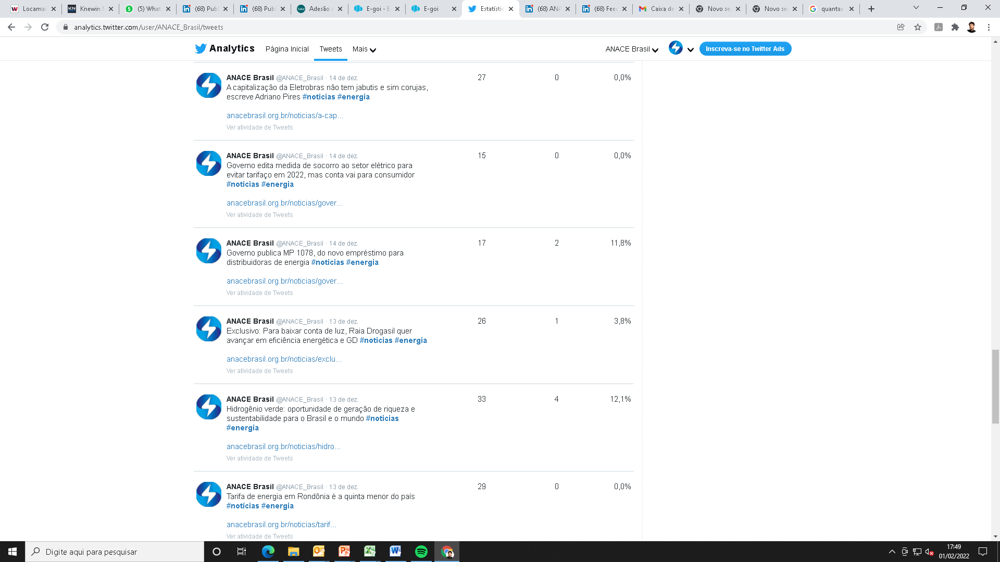 Locamai
Knewin
(5) What
(68) Publ
(68) Publ
Adesão
E-goi - E
E-goi
Estatístic
(68) ANA
(68) Feed
Caixa de
Novo se
Novo se
quantas
analytics.twitter.com/user/ANACE_Brasil/tweets
Analytics Página Inicial Tweets Mais ANACE Brasil Inscreva-se no Twitter Ads
ANACE Brasil @ANACE_Brasil · 14 de dez. 27 0 0,0%
A capitalização da Eletrobras não tem jabutis e sim corujas,
escreve Adriano Pires #noticias #energia
anacebrasil.org.br/noticias/a-cap...
Ver atividade de Tweets
ANACE Brasil @ANACE_Brasil · 14 de dez. 15 0 0,0%
Governo edita medida de socorro ao setor elétrico para
evitar tarifaço em 2022, mas conta vai para consumidor
#noticias #energia
anacebrasil.org.br/noticias/gover...
Ver atividade de Tweets
ANACE Brasil @ANACE_Brasil · 14 de dez. 17 2 11,8%
Governo publica MP 1078, do novo empréstimo para
distribuidoras de energia #noticias #energia
anacebrasil.org.br/noticias/gover...
Ver atividade de Tweets
ANACE Brasil @ANACE_Brasil · 13 de dez. 26 1 3,8%
Exclusivo: Para baixar conta de luz, Raia Drogasil quer
avançar em eficiência energética e GD #noticias #energia
anacebrasil.org.br/noticias/exclu...
Ver atividade de Tweets
ANACE Brasil @ANACE_Brasil · 13 de dez. 33 4 12,1%
Hidrogênio verde: oportunidade de geração de riqueza e
sustentabilidade para o Brasil e o mundo #noticias
#energia
anacebrasil.org.br/noticias/hidro...
Ver atividade de Tweets
ANACE Brasil @ANACE_Brasil · 13 de dez. 29 0 0,0%
Tarifa de energia em Rondônia é a quinta menor do país
#notícias #energia
anacebrasil.org.br/noticias/tarif...
Ver atividade de Tweets
Digite aqui para pesquisar
17:49
01/02/2022